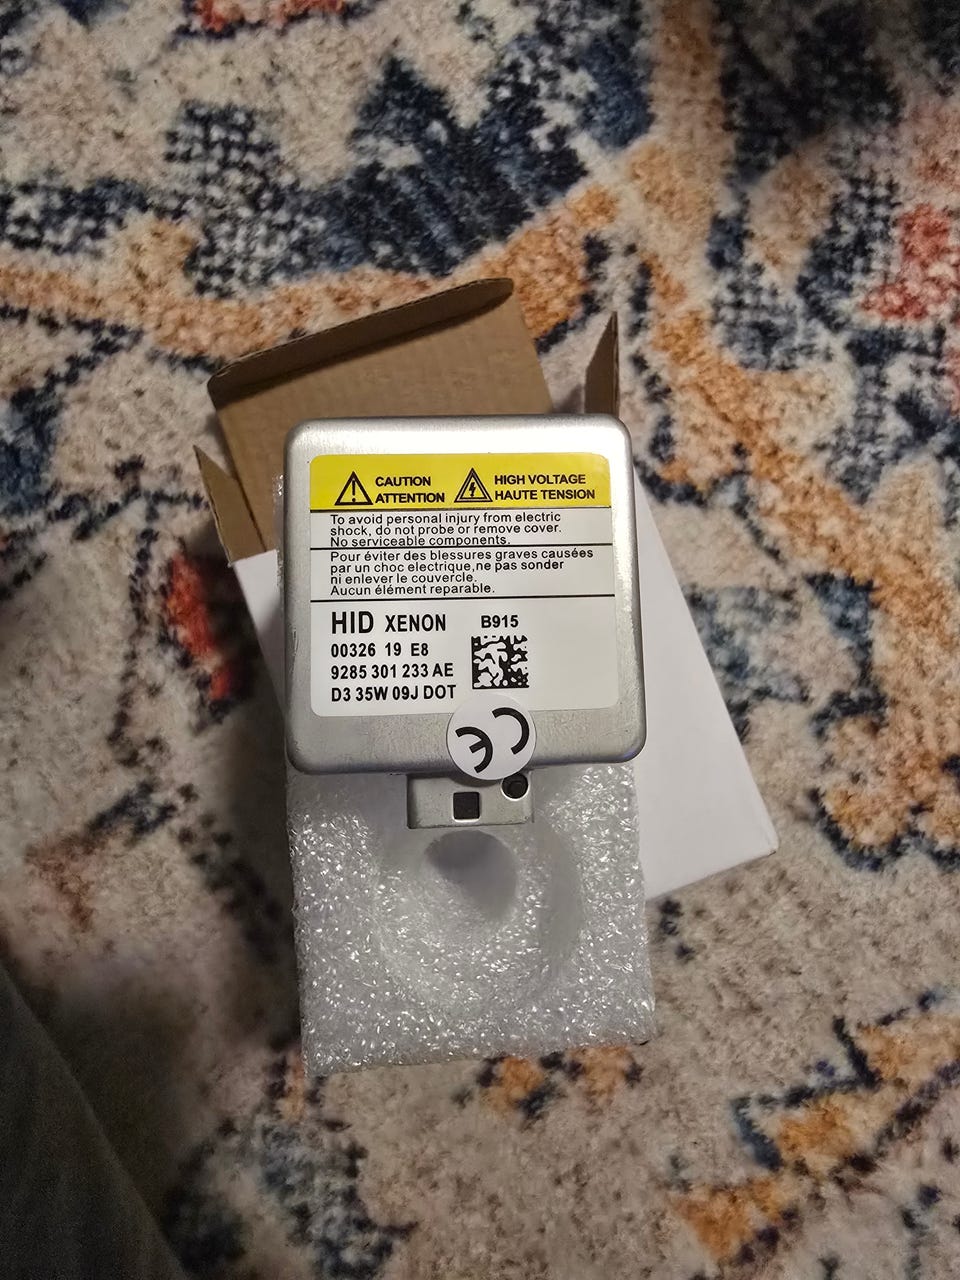 CAUTION
ATTENTION
HIGH VOLTAGE
HAUTE TENSION
To avoid personal injury from electric
shock, do not probe or remove cover.
No serviceable components.
Pour éviter des blessures graves causées
par un choc electrique,ne pas sonder
ni enlever le couvercle.
Aucun élément reparable.
HID XENON B915
00326 19 E8
9285 301 233 AE
D3 35W 09J DOT
CE